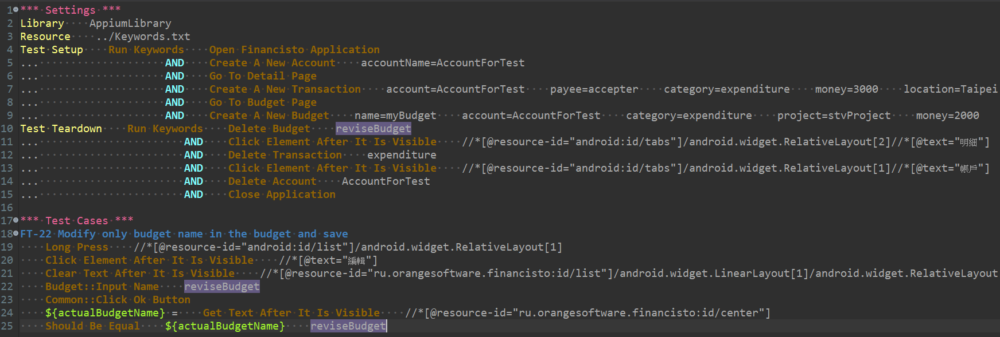 1 *** Settings ***
2 Library    AppiumLibrary
3 Resource    ../Keywords.txt
4 Test Setup    Run Keywords    Open Financisto Application
5 ...                    AND    Create A New Account    accountName=AccountForTest
6 ...                    AND    Go To Detail Page
7 ...                    AND    Create A New Transaction    account=AccountForTest    payee=accepter    category=expenditure    money=3000    location=Taipei
8 ...                    AND    Go To Budget Page
9 ...                    AND    Create A New Budget    name=myBudget    account=AccountForTest    category=expenditure    project=stvProject    money=2000
10 Test Teardown    Run Keywords    Delete Budget    reviseBudget
11 ...                       AND    Click Element After It Is Visible    //*[@resource-id="android:id/tabs"]/android.widget.RelativeLayout[2]//*[@text="明細"]
12 ...                       AND    Delete Transaction    expenditure
13 ...                       AND    Click Element After It Is Visible    //*[@resource-id="android:id/tabs"]/android.widget.RelativeLayout[1]//*[@text="帳戶"]
14 ...                       AND    Delete Account    AccountForTest
15 ...                       AND    Close Application
16
17 *** Test Cases ***
18 FT-22 Modify only budget name in the budget and save
19     Long Press    //*[@resource-id="android:id/list"]/android.widget.RelativeLayout[1]
20     Click Element After It Is Visible    //*[@text="編輯"]
21     Clear Text After It Is Visible    //*[@resource-id="ru.orangesoftware.financisto:id/list"]/android.widget.LinearLayout[1]/android.widget.RelativeLayout
22     Budget::Input Name    reviseBudget
23     Common::Click Ok Button
24     ${actualBudgetName} =    Get Text After It Is Visible    //*[@resource-id="ru.orangesoftware.financisto:id/center"]
25     Should Be Equal    ${actualBudgetName}    reviseBudget